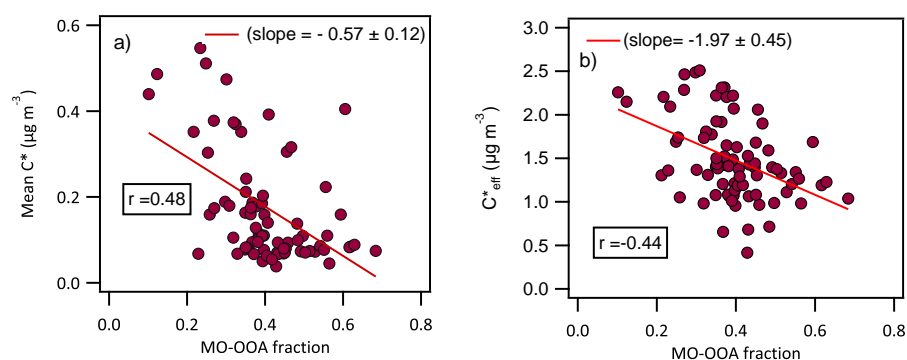 a)
(slope = - 0.57 ± 0.12)
0.6
0.4
0.2
0.0
Mean C* (µg m⁻³)
r =0.48
0.0 0.2 0.4 0.6 0.8
MO-OOA fraction
b)
(slope= -1.97 ± 0.45)
3.0
2.5
2.0
1.5
1.0
0.5
0.0
C*eff (µg m⁻³)
r =-0.44
0.0 0.2 0.4 0.6 0.8
MO-OOA fraction